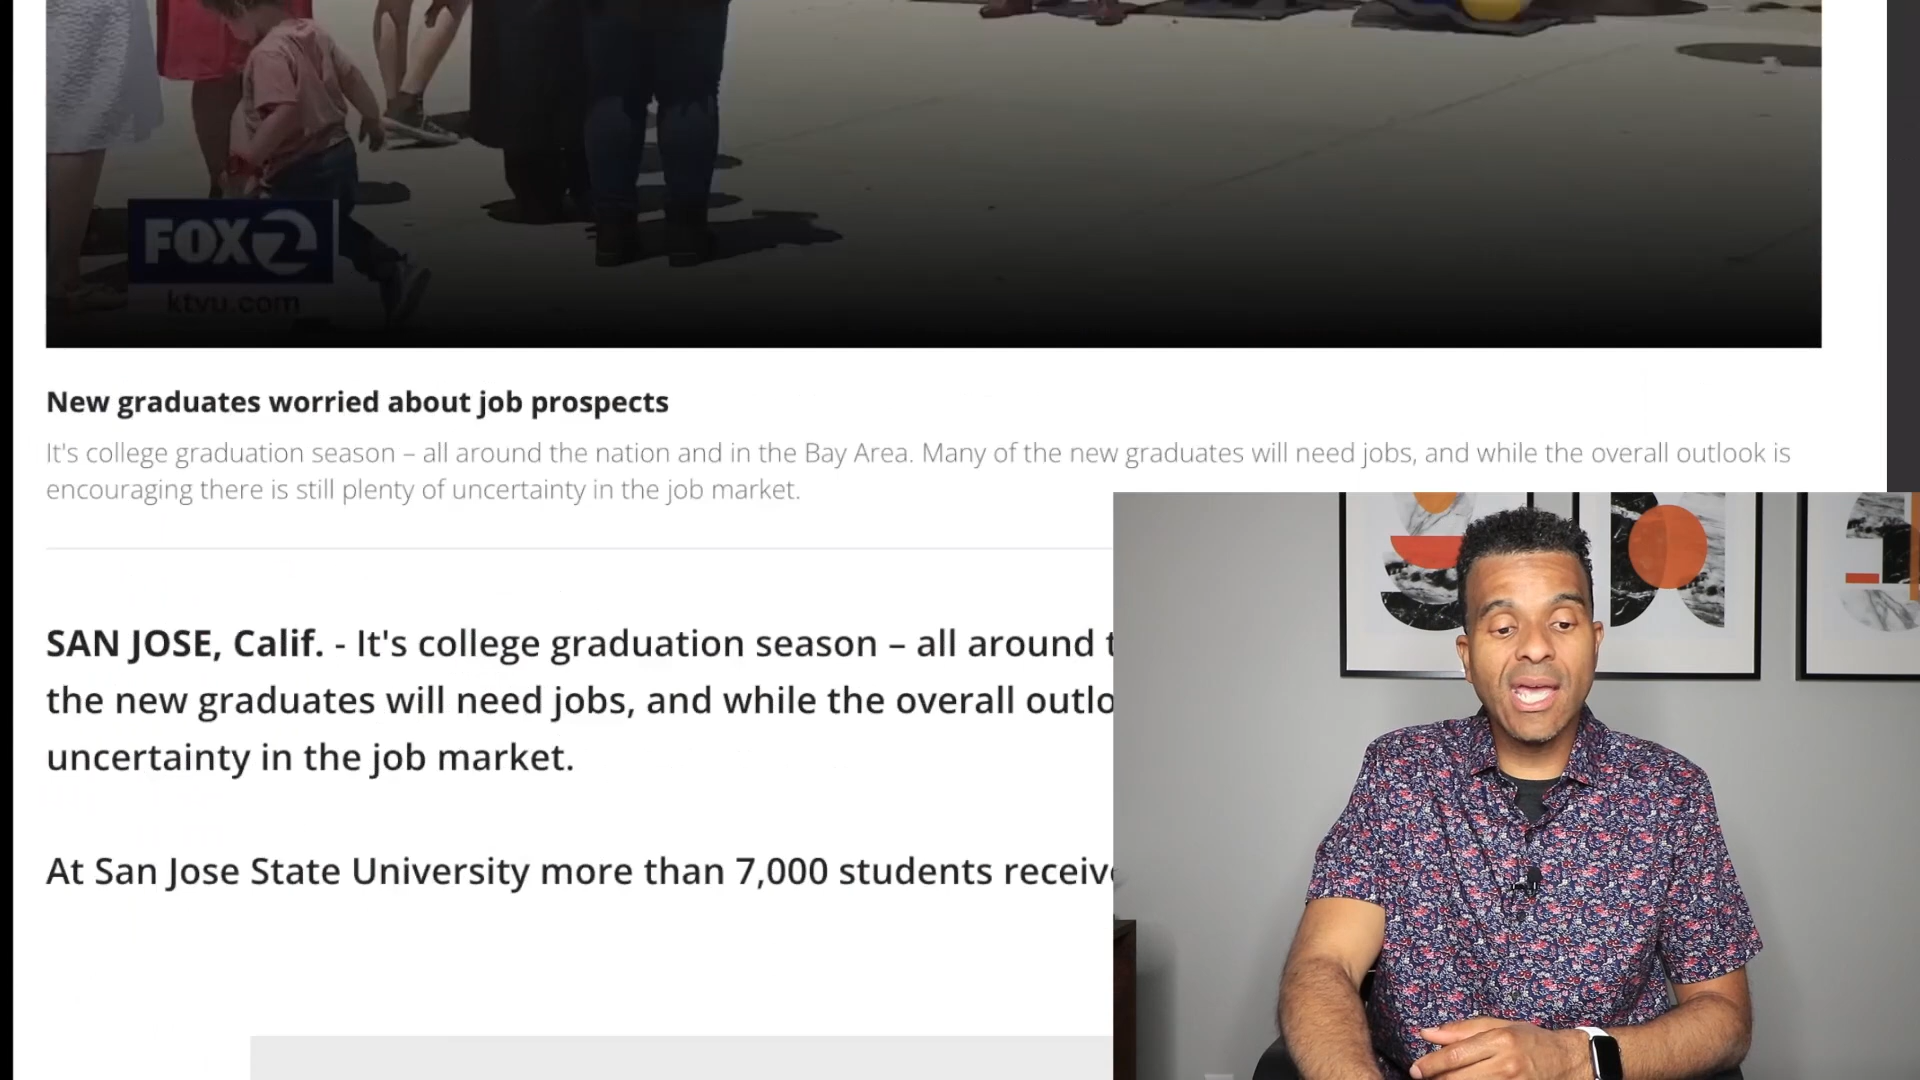 FOX 2
ktvu.com
New graduates worried about job prospects
It's college graduation season – all around the nation and in the Bay Area. Many of the new graduates will need jobs, and while the overall outlook is
encouraging there is still plenty of uncertainty in the job market.
SAN JOSE, Calif. - It's college graduation season – all around
the new graduates will need jobs, and while the overall outlo
uncertainty in the job market.
At San Jose State University more than 7,000 students receive